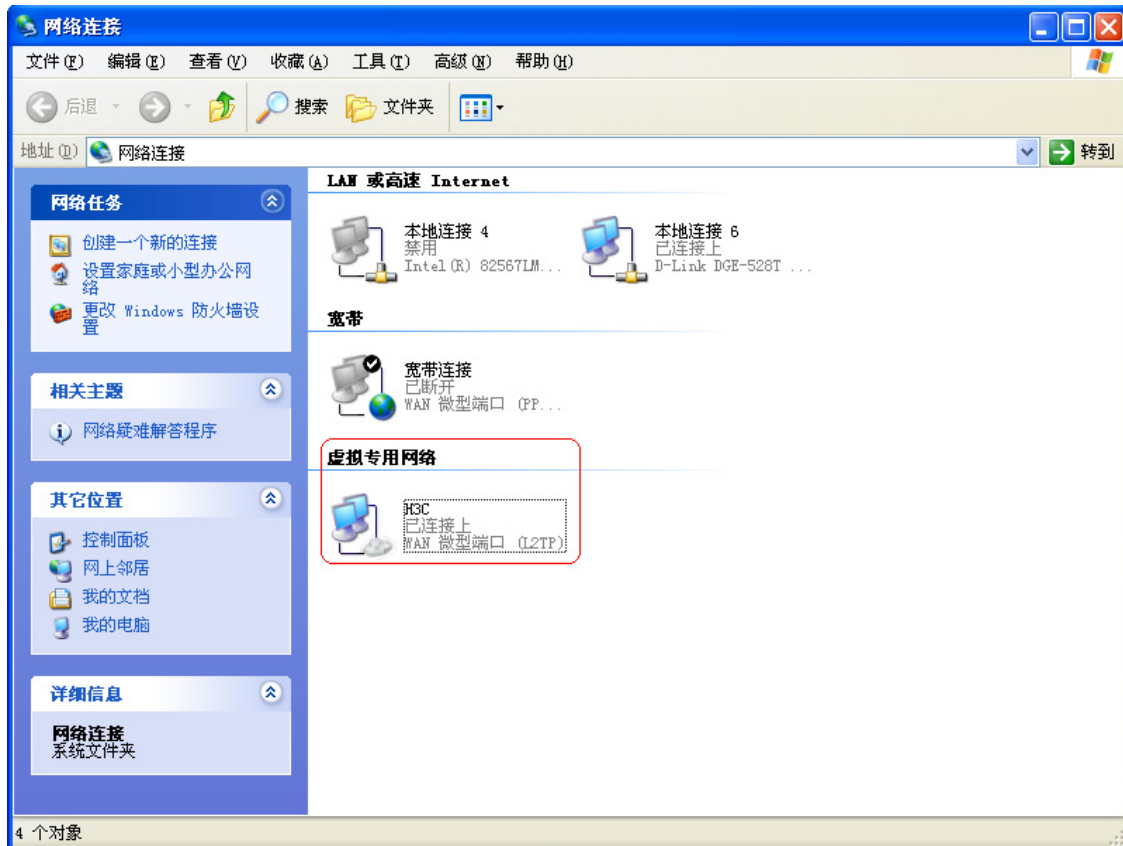 网络连接
文件(F) 编辑(E) 查看(V) 收藏(A) 工具(T) 高级(N) 帮助(H)
后退 搜索 文件夹
地址(D) 网络连接 转到
网络任务
创建一个新的连接
设置家庭或小型办公网
络
更改 Windows 防火墙设
置
相关主题
网络疑难解答程序
其它位置
控制面板
网上邻居
我的文档
我的电脑
详细信息
网络连接
系统文件夹
LAN 或高速 Internet
本地连接 4
禁用
Intel(R) 82567LM...
本地连接 6
已连接上
D-Link DGE-528T ...
宽带
宽带连接
已断开
WAN 微型端口 (PP...
虚拟专用网络
H3C
已连接上
WAN 微型端口 (L2TP)
4 个对象